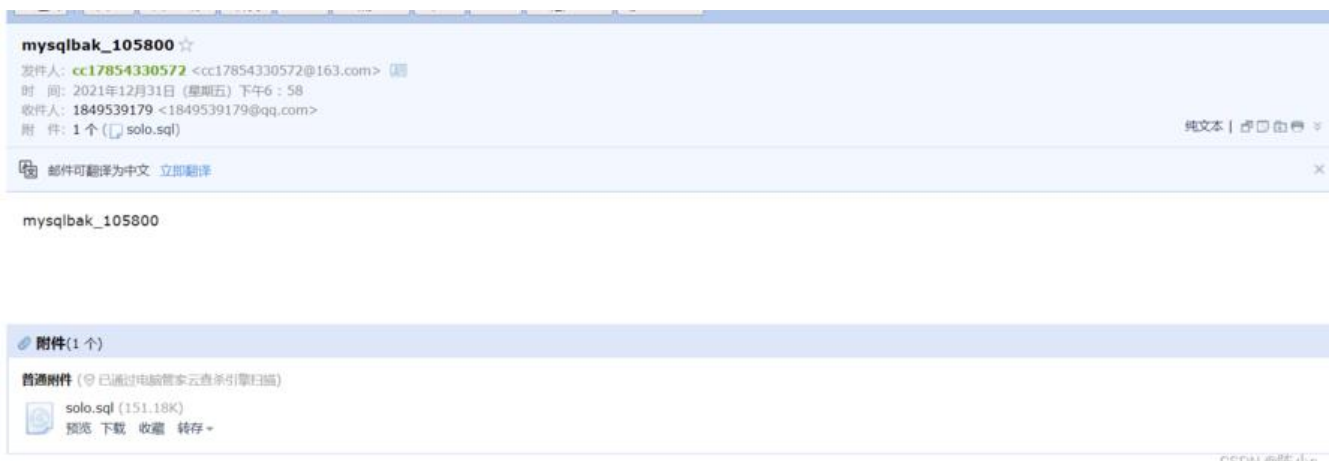 mysqlbak_105800
发件人: cc17854330572 <cc17854330572@163.com>
时 间: 2021年12月31日 (星期五) 下午6:58
收件人: 1849539179 <1849539179@qq.com>
附 件: 1 个 ( solo.sql)
纯文本 |
邮件可翻译为中文 立即翻译
mysqlbak_105800
附件(1 个)
普通附件 (已通过电脑管家云查杀引擎扫描)
solo.sql (151.18K)
预览 下载 收藏 转存